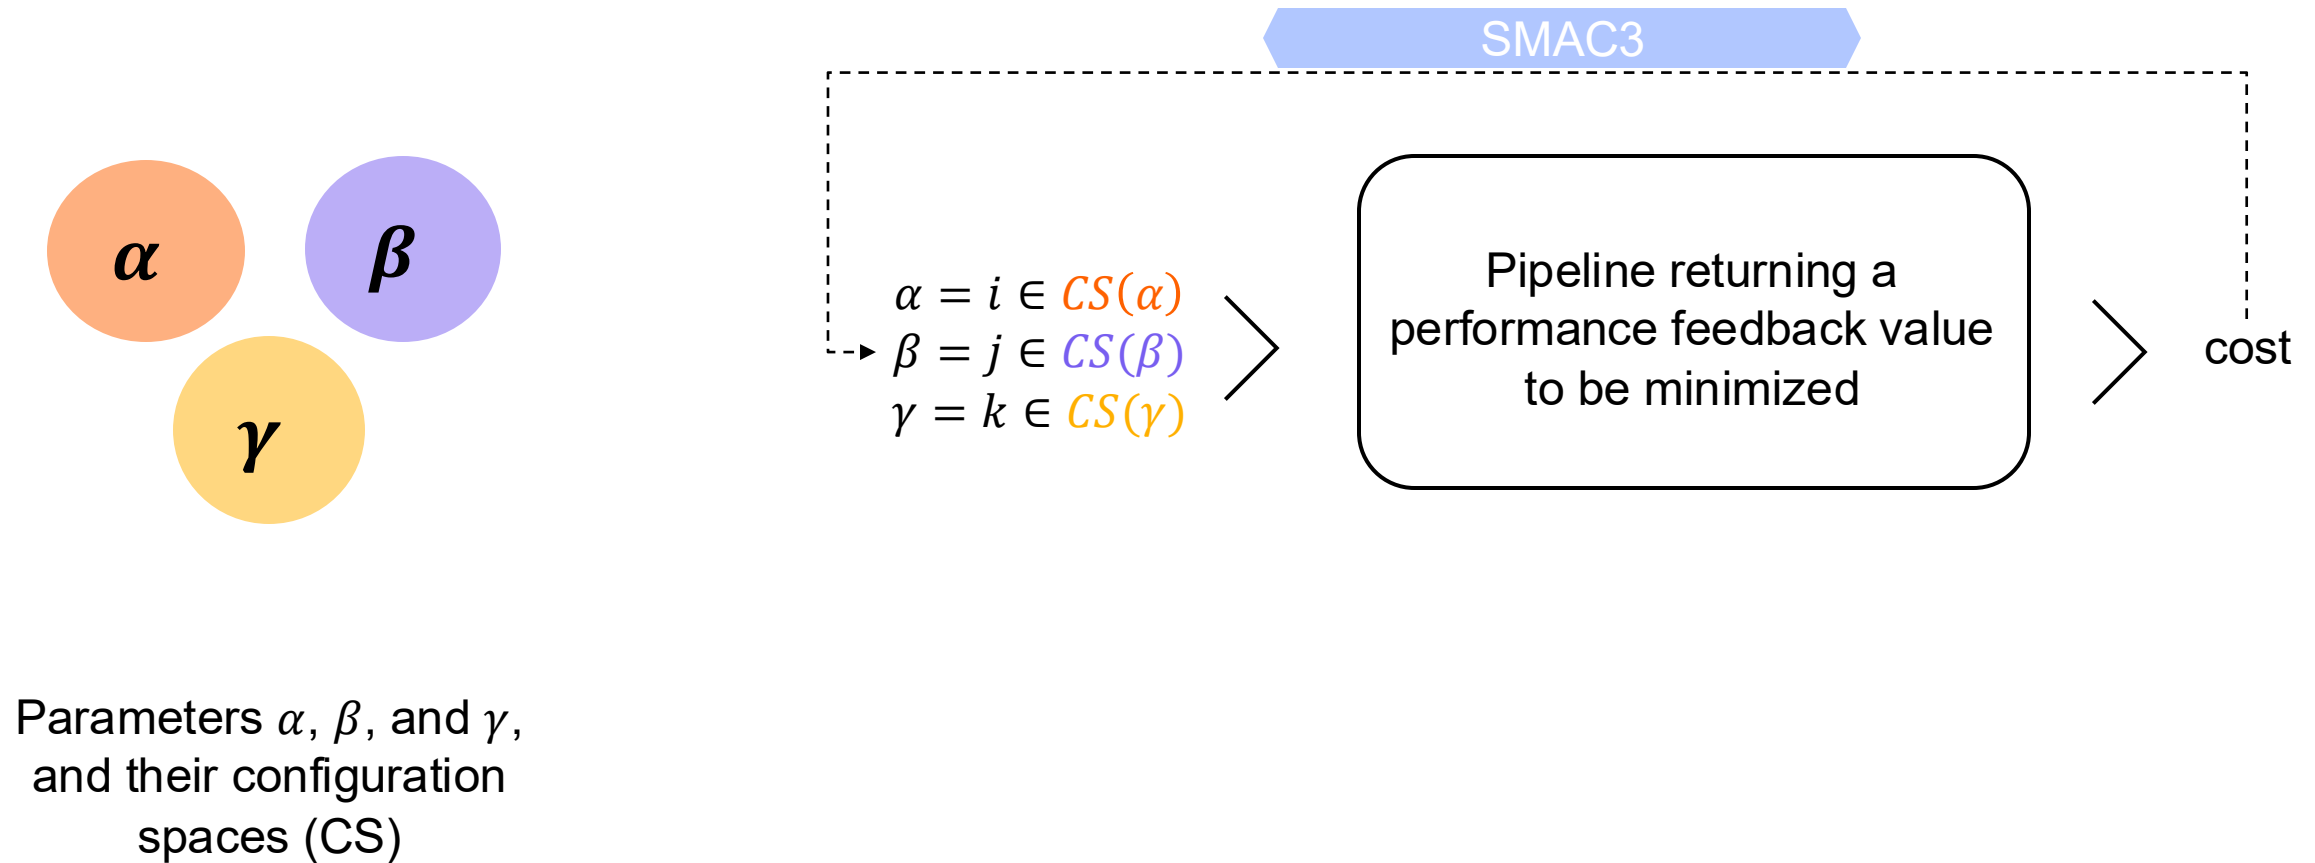 SMAC3
α
β
γ
α = i ∈ CS(α)
β = j ∈ CS(β)
γ = k ∈ CS(γ)
Pipeline returning a
performance feedback value
to be minimized
cost
Parameters α, β, and γ,
and their configuration
spaces (CS)